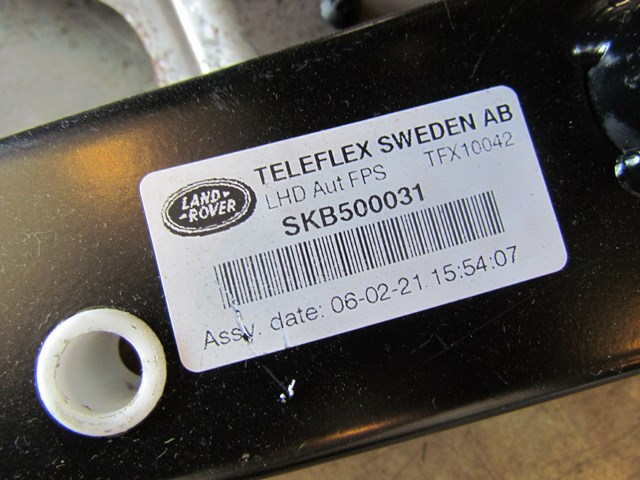 LAND-
-ROVER
TELEFLEX SWEDEN AB
LHD Aut FPS TFX10042
SKB500031
Assy. date: 06-02-21 15:54:07